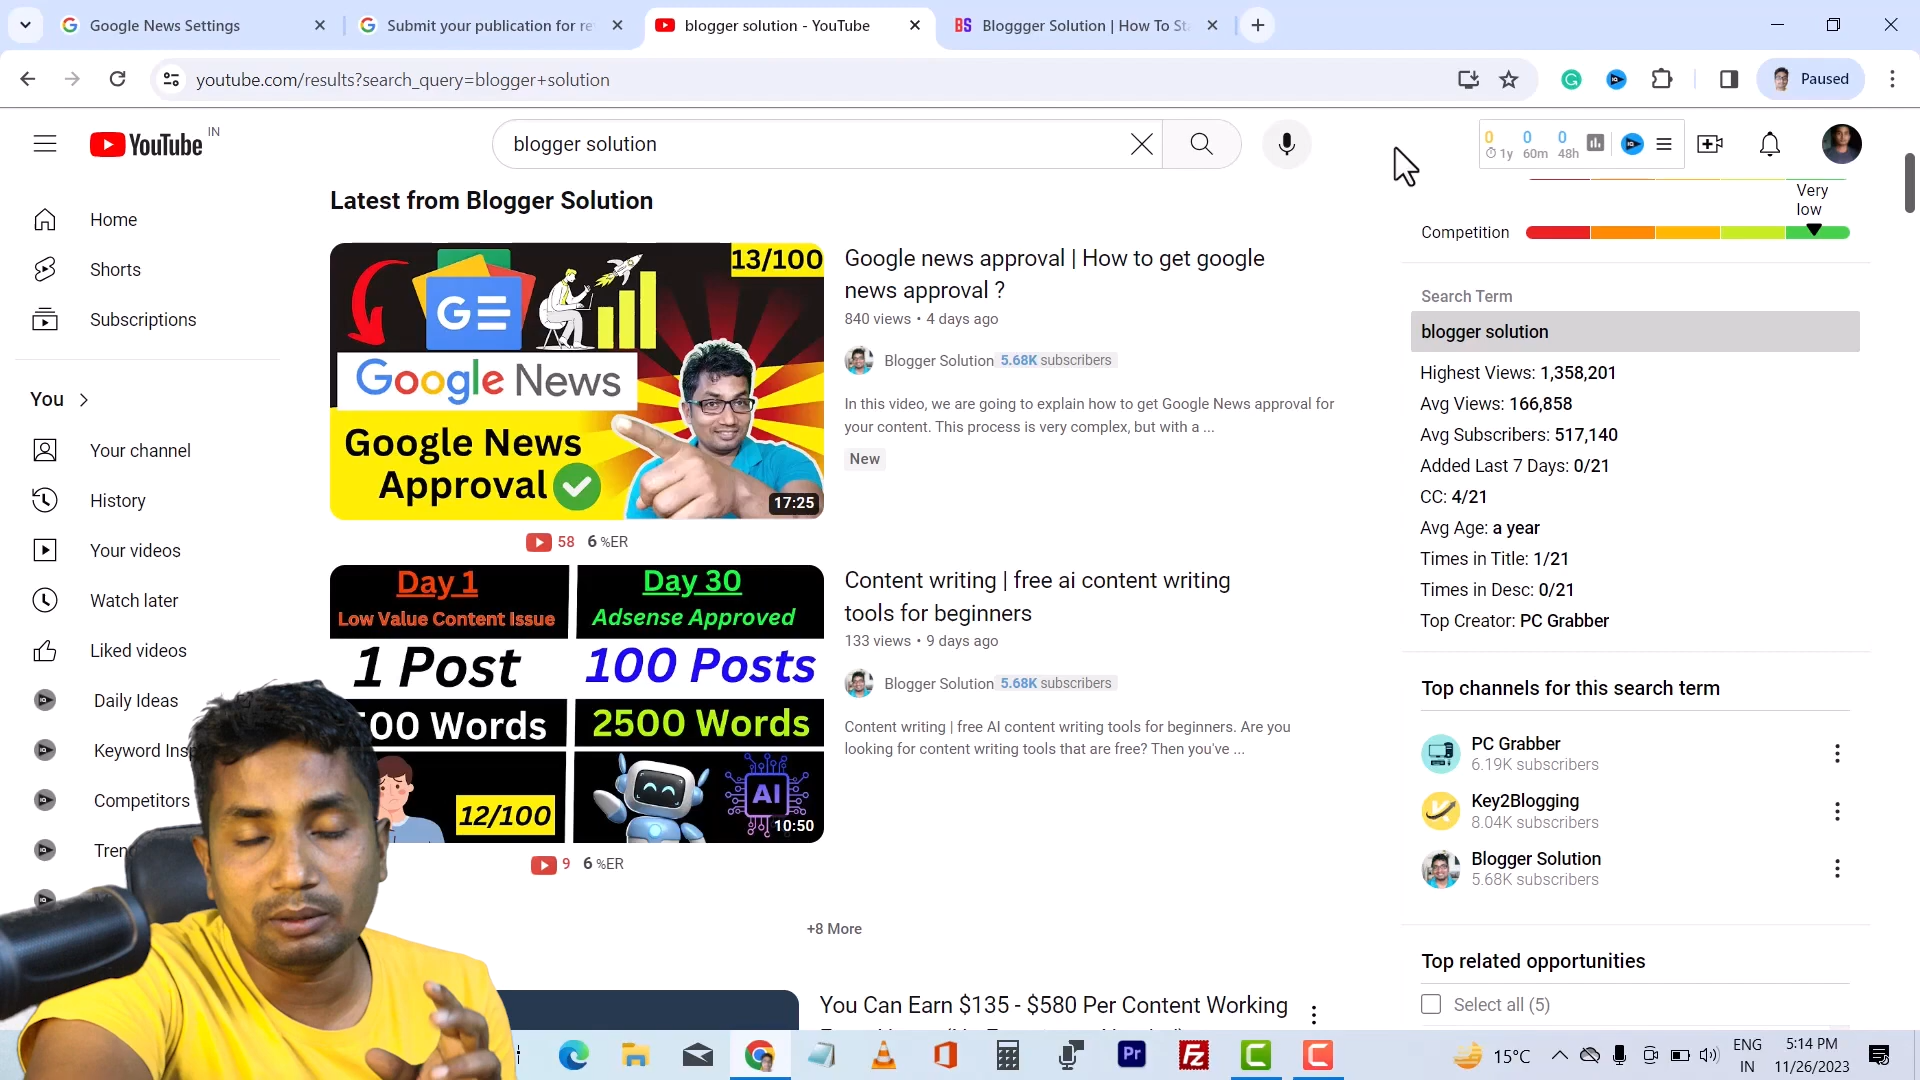 Google News Settings
Submit your publication for re
blogger solution - YouTube
BS Bloggger Solution | How To Sta
youtube.com/results?search_query=blogger+solution
Paused
YouTube IN
blogger solution
0 0 0
1y 60m 48h
Home
Shorts
Subscriptions
You
Your channel
History
Your videos
Watch later
Liked videos
Daily Ideas
Keyword Insp
Competitors
Tren
Latest from Blogger Solution
13/100
GE
Google News
Google News
Approval
17:25
58 6 %ER
Google news approval | How to get google
news approval ?
840 views • 4 days ago
Blogger Solution 5.68K subscribers
In this video, we are going to explain how to get Google News approval for
your content. This process is very complex, but with a ...
New
Day 1
Low Value Content Issue
Day 30
Adsense Approved
1 Post
100 Posts
00 Words
2500 Words
12/100
AI
10:50
9 6 %ER
Content writing | free ai content writing
tools for beginners
133 views • 9 days ago
Blogger Solution 5.68K subscribers
Content writing | free AI content writing tools for beginners. Are you
looking for content writing tools that are free? Then you've ...
+8 More
You Can Earn $135 - $580 Per Content Working
Very
low
Competition
Search Term
blogger solution
Highest Views: 1,358,201
Avg Views: 166,858
Avg Subscribers: 517,140
Added Last 7 Days: 0/21
CC: 4/21
Avg Age: a year
Times in Title: 1/21
Times in Desc: 0/21
Top Creator: PC Grabber
Top channels for this search term
PC Grabber
6.19K subscribers
Key2Blogging
8.04K subscribers
Blogger Solution
5.68K subscribers
Top related opportunities
Select all (5)
Pr
Fz
C
C
15°C
ENG
IN
5:14 PM
11/26/2023